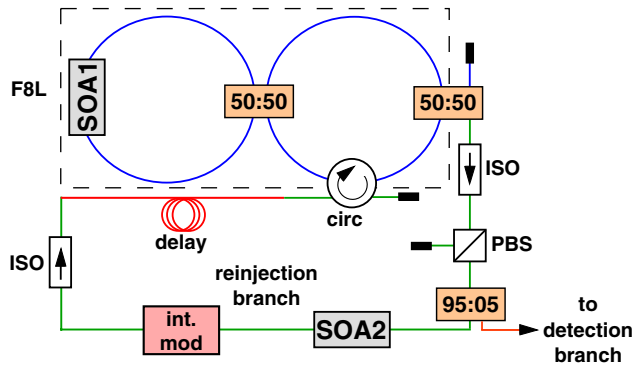 F8L
SOA1
50:50
50:50
ISO
circ
delay
PBS
ISO
reinjection
branch
95:05
int.
mod
SOA2
to
detection
branch